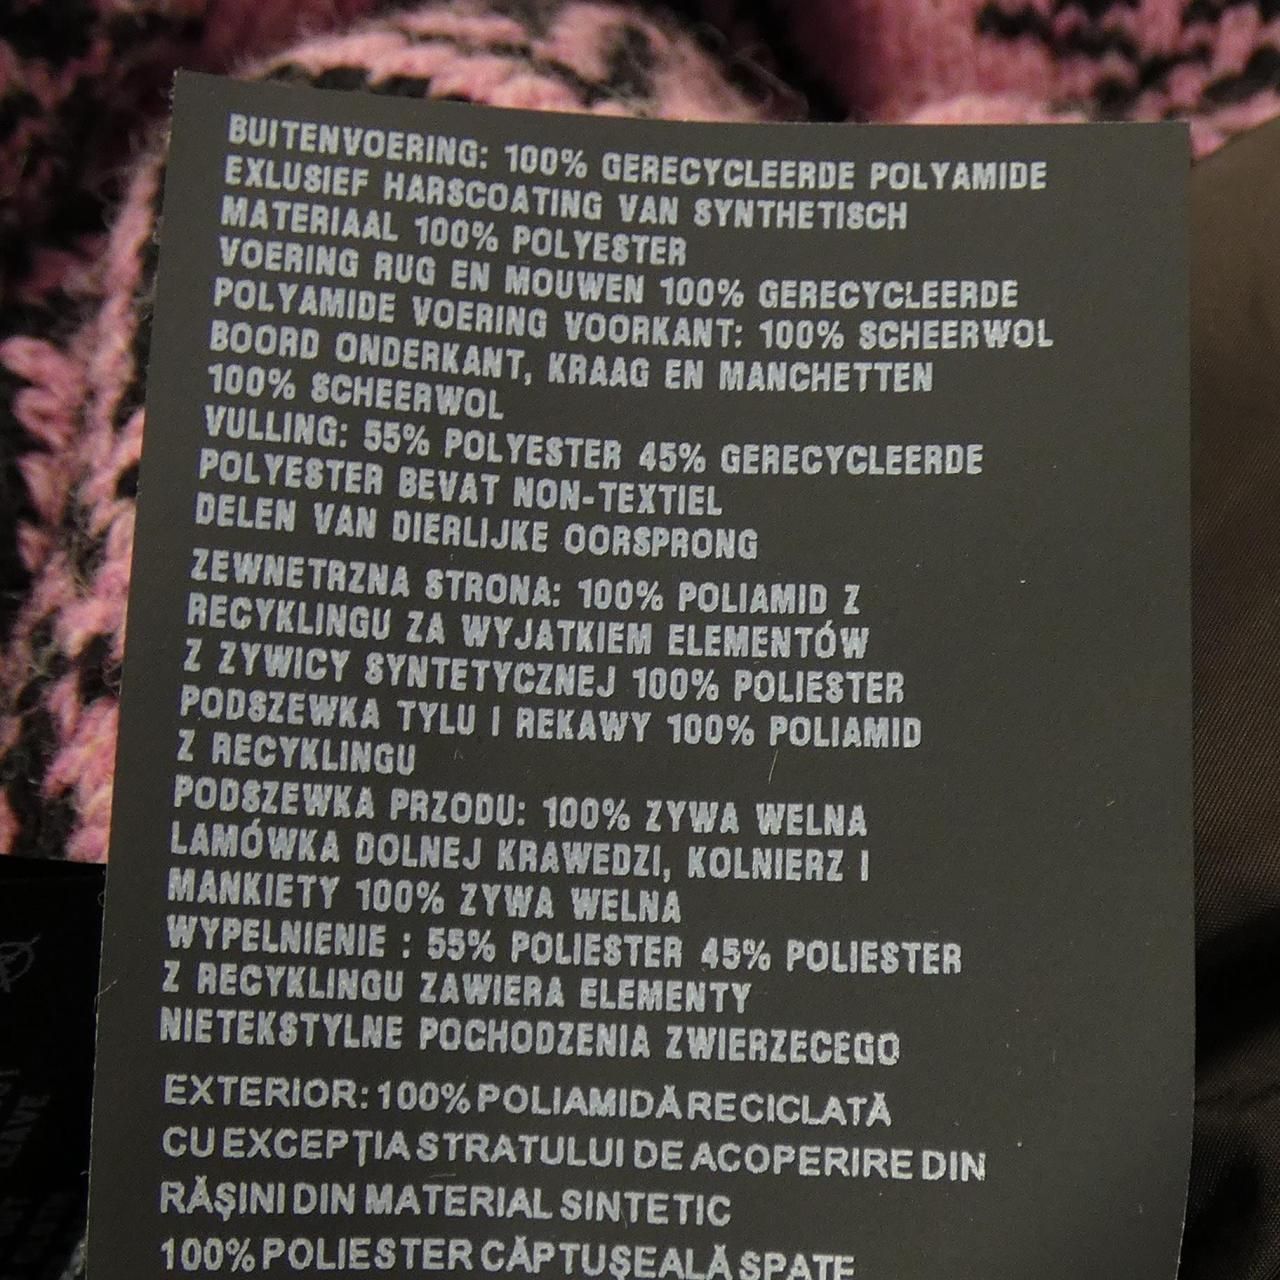 BUITENVOERING: 100% GERECYCLEERDE POLYAMIDE
EXLUSIEF HARSCOATING VAN SYNTHETISCH
MATERIAAL 100% POLYESTER
VOERING RUG EN MOUWEN 100% GERECYCLEERDE
POLYAMIDE VOERING VOORKANT: 100% SCHEERWOL
BOORD ONDERKANT, KRAAG EN MANCHETTEN
100% SCHEERWOL
VULLING: 55% POLYESTER 45% GERECYCLEERDE
POLYESTER BEVAT NON-TEXTIEL
DELEN VAN DIERLIJKE OORSPRONG
ZEWNETRZNA STRONA: 100% POLIAMID Z
RECYKLINGU ZA WYJATKIEM ELEMENTÓW
Z ZYWICY SYNTETYCZNEJ 100% POLIESTER
PODSZEWKA TYLU I REKAWY 100% POLIAMID
Z RECYKLINGU
PODSZEWKA PRZODU: 100% ZYWA WELNA
LAMÓWKA DOLNEJ KRAWEDZI, KOLNIERZ I
MANKIETY 100% ZYWA WELNA
WYPELNIENIE : 55% POLIESTER 45% POLIESTER
Z RECYKLINGU ZAWIERA ELEMENTY
NIETEKSTYLNE POCHODZENIA ZWIERZECEGO
EXTERIOR: 100% POLIAMIDĂ RECICLATĂ
CU EXCEPȚIA STRATULUI DE ACOPERIRE DIN
RĂȘINI DIN MATERIAL SINTETIC
100% POLIESTER CĂPTUȘEALĂ SPATE